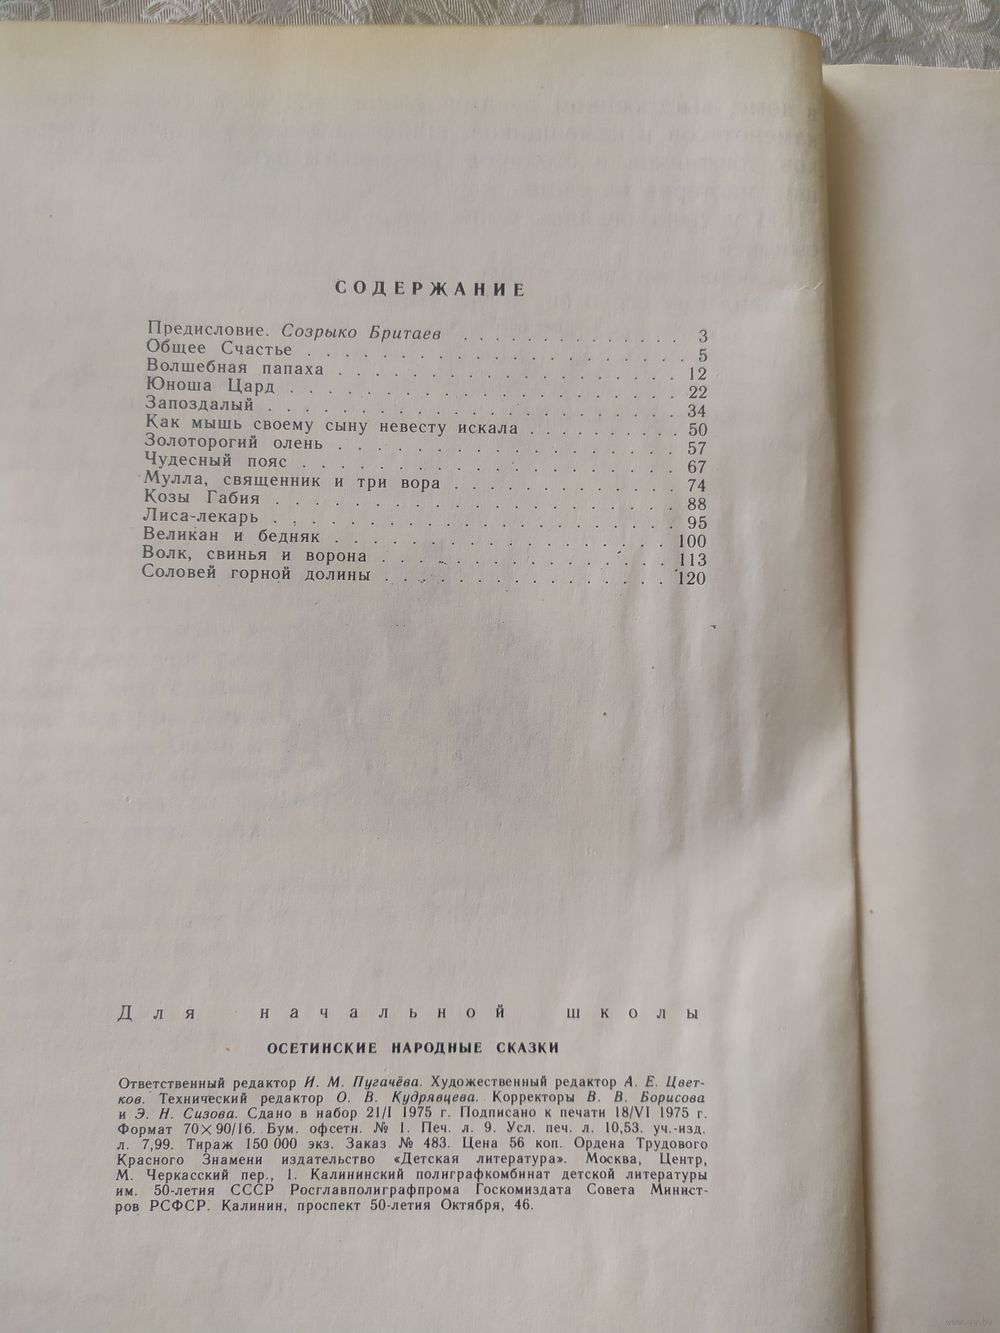 СОДЕРЖАНИЕ
Предисловие. Созрыко Бритаев . . . . . . . . . . . . 3
Общее Счастье . . . . . . . . . . . . . . . . . . . . 5
Волшебная папаха . . . . . . . . . . . . . . . . . . 12
Юноша Цард . . . . . . . . . . . . . . . . . . . . . 22
Запоздалый . . . . . . . . . . . . . . . . . . . . . 34
Как мышь своему сыну невесту искала . . . . . . . . 50
Золоторогий олень . . . . . . . . . . . . . . . . . . 57
Чудесный пояс . . . . . . . . . . . . . . . . . . . . 67
Мулла, священник и три вора . . . . . . . . . . . . 74
Козы Габия . . . . . . . . . . . . . . . . . . . . . 88
Лиса-лекарь . . . . . . . . . . . . . . . . . . . . . 95
Великан и бедняк . . . . . . . . . . . . . . . . . . 100
Волк, свинья и ворона . . . . . . . . . . . . . . . 113
Соловей горной долины . . . . . . . . . . . . . . . 120
Для начальной школы
ОСЕТИНСКИЕ НАРОДНЫЕ СКАЗКИ
Ответственный редактор И. М. Пугачёва. Художественный редактор А. Е. Цвет-
ков. Технический редактор О. В. Кудрявцева. Корректоры В. В. Борисова
и Э. Н. Сизова. Сдано в набор 21/I 1975 г. Подписано к печати 18/VI 1975 г.
Формат 70×90/16. Бум. офсетн. № 1. Печ. л. 9. Усл. печ. л. 10,53. уч.-изд.
л. 7,99. Тираж 150 000 экз. Заказ № 483. Цена 56 коп. Ордена Трудового
Красного Знамени издательство «Детская литература». Москва, Центр,
М. Черкасский пер., 1. Калининский полиграфкомбинат детской литературы
им. 50-летия СССР Росглавполиграфпрома Госкомиздата Совета Минист-
ров РСФСР. Калинин, проспект 50-летия Октября, 46.